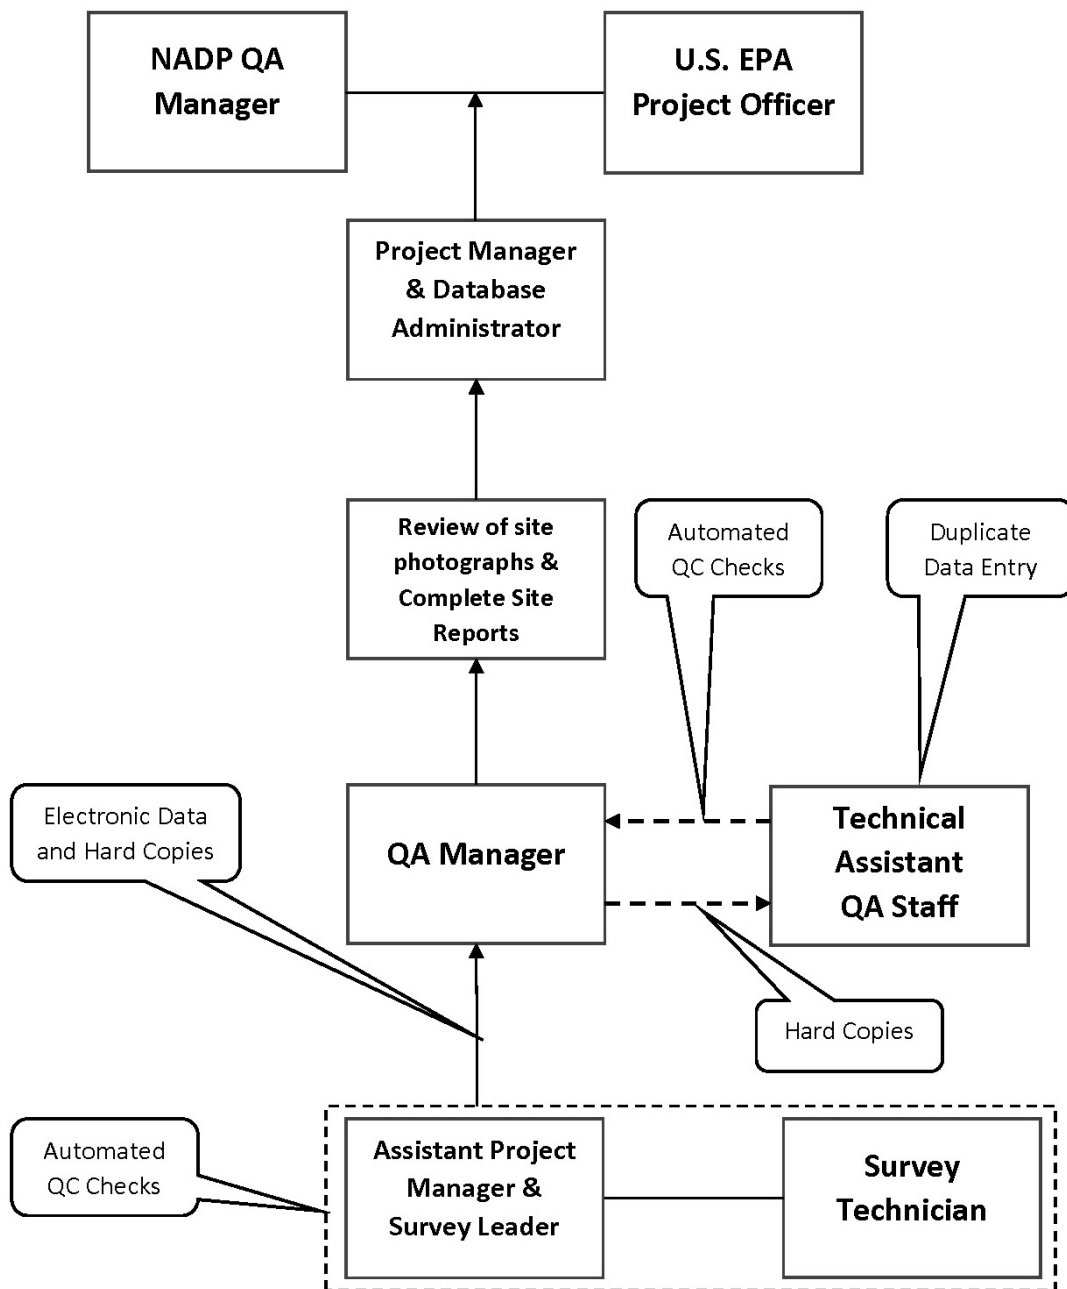 NADP QA
Manager
U.S. EPA
Project Officer
Project Manager
& Database
Administrator
Review of site
photographs &
Complete Site
Reports
Automated
QC Checks
Duplicate
Data Entry
Electronic Data
and Hard Copies
QA Manager
Technical
Assistant
QA Staff
Hard Copies
Automated
QC Checks
Assistant Project
Manager &
Survey Leader
Survey
Technician